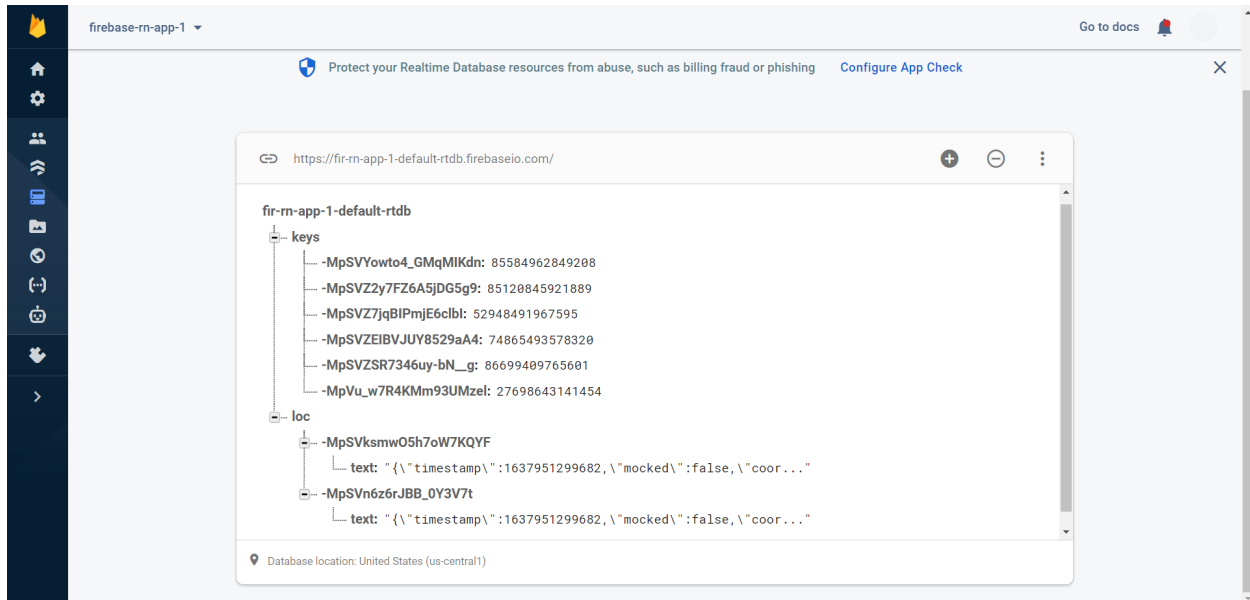 firebase-rn-app-1
Go to docs
Protect your Realtime Database resources from abuse, such as billing fraud or phishing Configure App Check
https://fir-rn-app-1-default-rtdb.firebaseio.com/
fir-rn-app-1-default-rtdb
keys
-MpSVYowto4_GMqMIKdn: 85584962849208
-MpSVZ2y7FZ6A5jDG5g9: 85120845921889
-MpSVZ7jqBIPmjE6clbI: 52948491967595
-MpSVZEIBVJUY8529aA4: 74865493578320
-MpSVZSR7346uy-bN__g: 86699409765601
-MpVu_w7R4KMm93UMzel: 27698643141454
loc
-MpSVksmwO5h7oW7KQYF
text: "{\"timestamp\":1637951299682,\"mocked\":false,\"coor..."
-MpSVn6z6rJBB_0Y3V7t
text: "{\"timestamp\":1637951299682,\"mocked\":false,\"coor..."
Database location: United States (us-central1)